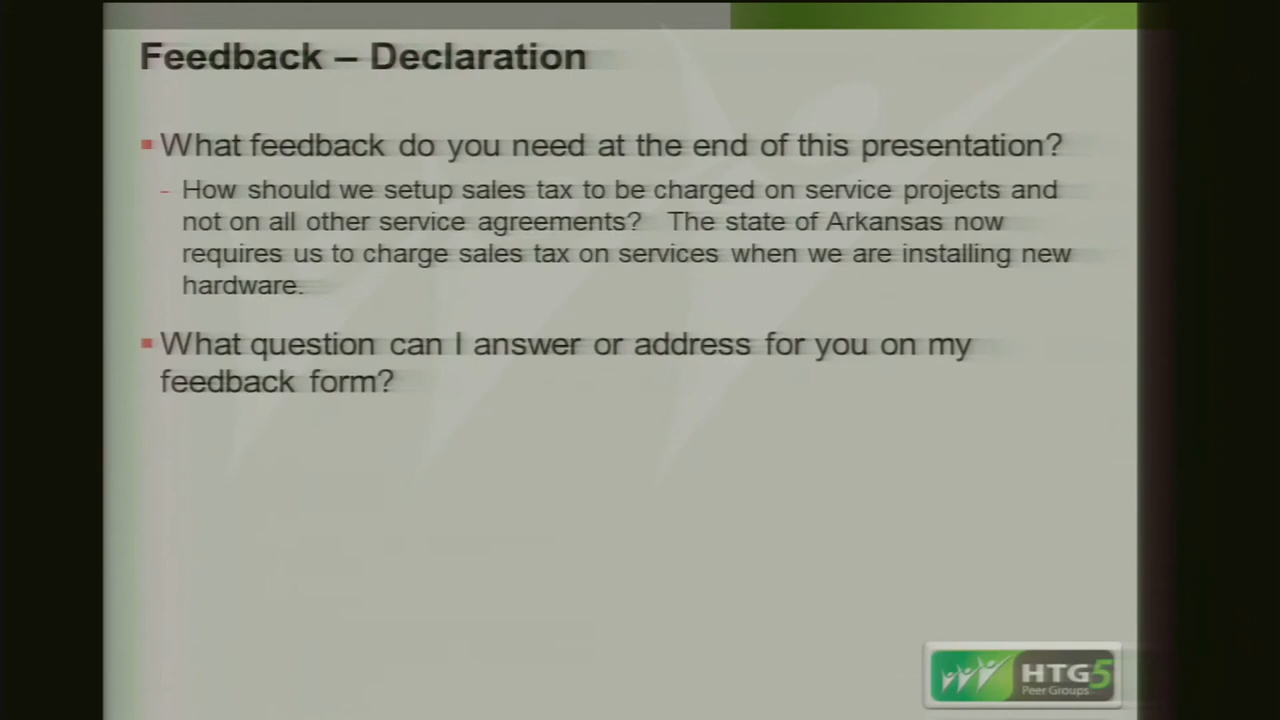 Feedback – Declaration
What feedback do you need at the end of this presentation?
- How should we setup sales tax to be charged on service projects and
not on all other service agreements? The state of Arkansas now
requires us to charge sales tax on services when we are installing new
hardware.
What question can I answer or address for you on my
feedback form?
HTG5
Peer Groups